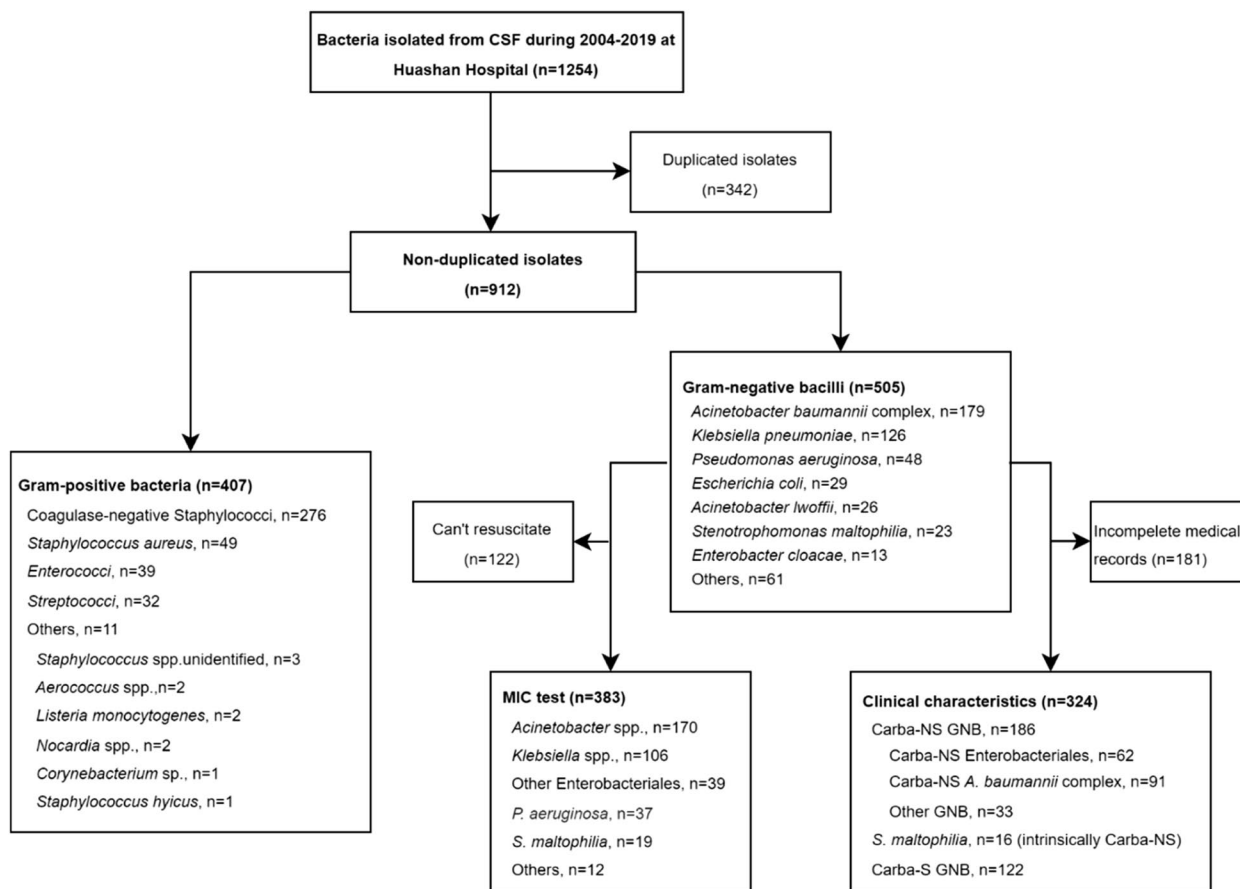 Bacteria isolated from CSF during 2004-2019 at
Huashan Hospital (n=1254)
Duplicated isolates
(n=342)
Non-duplicated isolates
(n=912)
Gram-negative bacilli (n=505)
Acinetobacter baumannii complex, n=179
Klebsiella pneumoniae, n=126
Pseudomonas aeruginosa, n=48
Escherichia coli, n=29
Acinetobacter lwoffii, n=26
Stenotrophomonas maltophilia, n=23
Enterobacter cloacae, n=13
Others, n=61
Gram-positive bacteria (n=407)
Coagulase-negative Staphylococci, n=276
Staphylococcus aureus, n=49
Enterococci, n=39
Streptococci, n=32
Others, n=11
Staphylococcus spp.unidentified, n=3
Aerococcus spp.,n=2
Listeria monocytogenes, n=2
Nocardia spp., n=2
Corynebacterium sp., n=1
Staphylococcus hyicus, n=1
Can't resuscitate
(n=122)
Incompelete medical
records (n=181)
MIC test (n=383)
Acinetobacter spp., n=170
Klebsiella spp., n=106
Other Enterobacteriales, n=39
P. aeruginosa, n=37
S. maltophilia, n=19
Others, n=12
Clinical characteristics (n=324)
Carba-NS GNB, n=186
Carba-NS Enterobacteriales, n=62
Carba-NS A. baumannii complex, n=91
Other GNB, n=33
S. maltophilia, n=16 (intrinsically Carba-NS)
Carba-S GNB, n=122